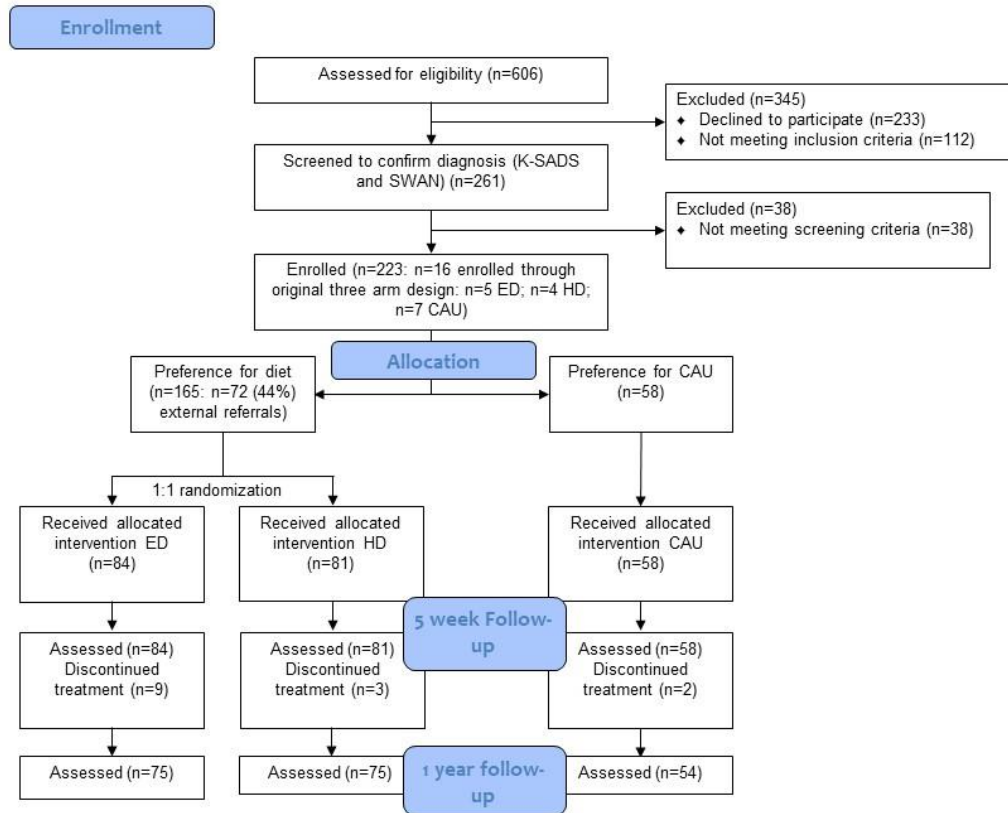 Enrollment
Assessed for eligibility (n=606)
Excluded (n=345)
♦ Declined to participate (n=233)
♦ Not meeting inclusion criteria (n=112)
Screened to confirm diagnosis (K-SADS
and SWAN) (n=261)
Excluded (n=38)
♦ Not meeting screening criteria (n=38)
Enrolled (n=223: n=16 enrolled through
original three arm design: n=5 ED; n=4 HD;
n=7 CAU)
Allocation
Preference for diet
(n=165: n=72 (44%)
external referrals)
Preference for CAU
(n=58)
1:1 randomization
Received allocated
intervention ED
(n=84)
Received allocated
intervention HD
(n=81)
Received allocated
intervention CAU
(n=58)
5 week Follow-
up
Assessed (n=84)
Discontinued
treatment (n=9)
Assessed (n=81)
Discontinued
treatment (n=3)
Assessed (n=58)
Discontinued
treatment (n=2)
1 year follow-
up
Assessed (n=75)
Assessed (n=75)
Assessed (n=54)